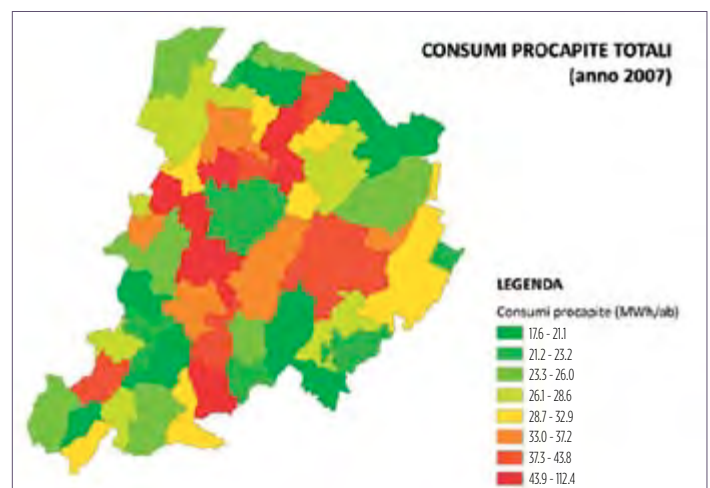 CONSUMI PROCAPITE TOTALI
(anno 2007)
LEGENDA
Consumi procapite (MWh/ab)
17.6 - 21.1
21.2 - 23.2
23.3 - 26.0
26.1 - 28.6
28.7 - 32.9
33.0 - 37.2
37.3 - 43.8
43.9 - 112.4